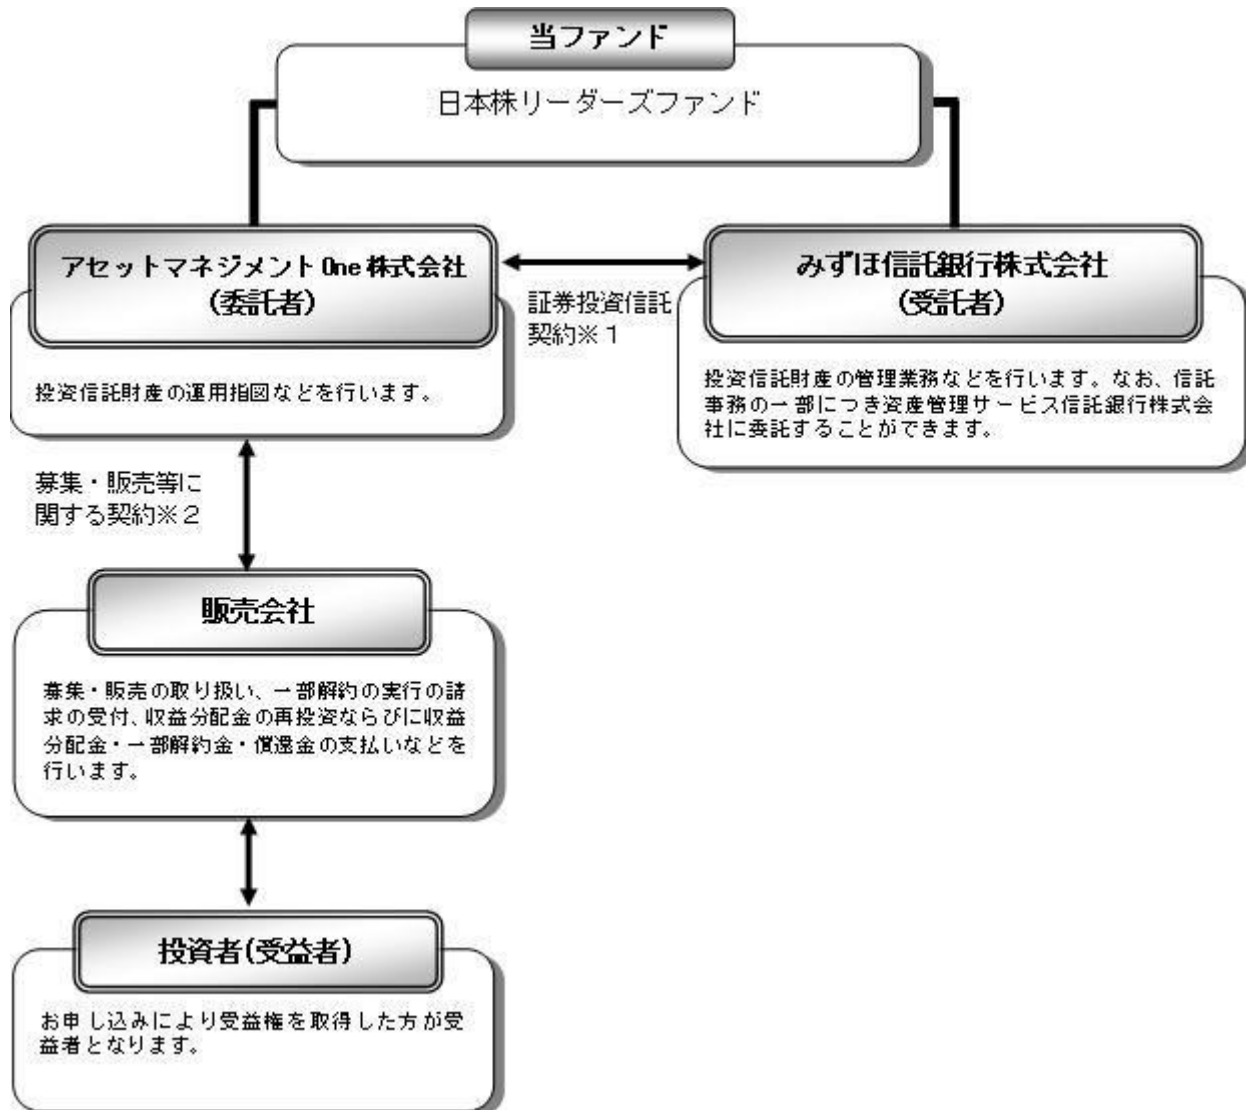 当ファンド
日本株リーダーズファンド
アセットマネジメントOne株式会社
(委託者)
投資信託財産の運用指図などを行います。
証券投資信託
契約※1
みずほ信託銀行株式会社
(受託者)
投資信託財産の管理業務などを行います。なお、信託
事務の一部につき資産管理サービス信託銀行株式会
社に委託することができます。
募集・販売等に
関する契約※2
販売会社
募集・販売の取り扱い、一部解約の実行の請
求の受付、収益分配金の再投資ならびに収益
分配金・一部解約金・償還金の支払いなどを
行います。
投資者(受益者)
お申し込みにより受益権を取得した方が受
益者となります。